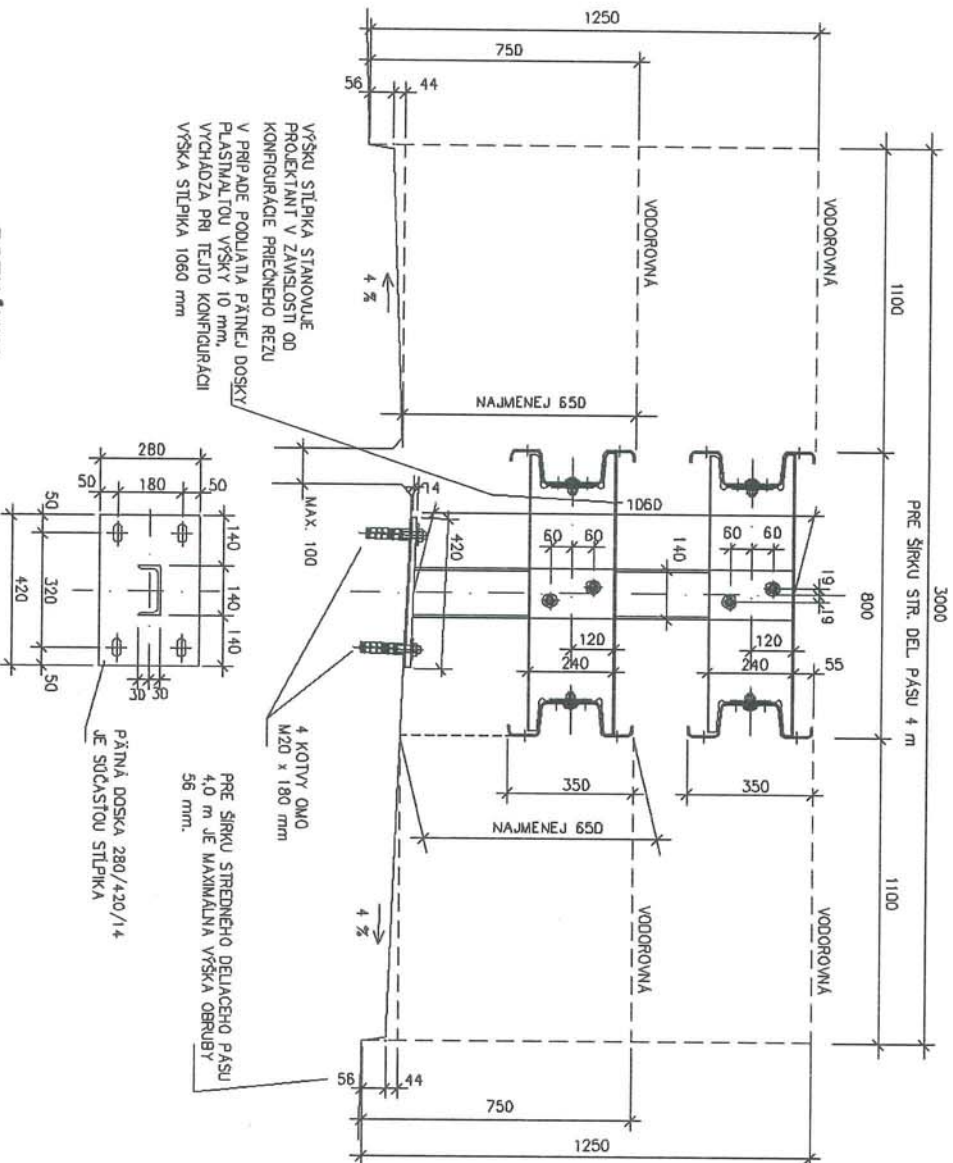 PRE ŠÍRKU STR. DEL. PÁSU 4 m
3000
1100
800
1100
VODOROVNÁ
VODOROVNÁ
VODOROVNÁ
VODOROVNÁ
1250
750
56
44
56
44
750
1250
55
350
350
240
120
240
120
19
19
60
60
60
60
140
1060
NAJMENEJ 650
NAJMENEJ 650
420
14
MAX. 100
4 %
4 %
VÝŠKU STĹPIKA STANOVUJE
PROJEKTANT V ZÁVISLOSTI OD
KONFIGURÁCIE PRIEČNEHO REZU
V PRÍPADE PODLIATIA PÄTNEJ DOSKY
PLASTMALTOU VÝŠKY 10 mm,
VYCHÁDZA PRI TEJTO KONFIGURÁCII
VÝŠKA STĹPIKA 1060 mm
4 KOTVY OMO
M20 x 180 mm
PRE ŠÍRKU STREDNÉHO DELIACEHO PÁSU
4,0 m JE MAXIMÁLNA VÝŠKA OBRUBY
56 mm.
280
50
180
50
140
140
140
30
30
50
320
50
420
PÄTNÁ DOSKA 280/420/14
JE SÚČASŤOU STĹPIKA